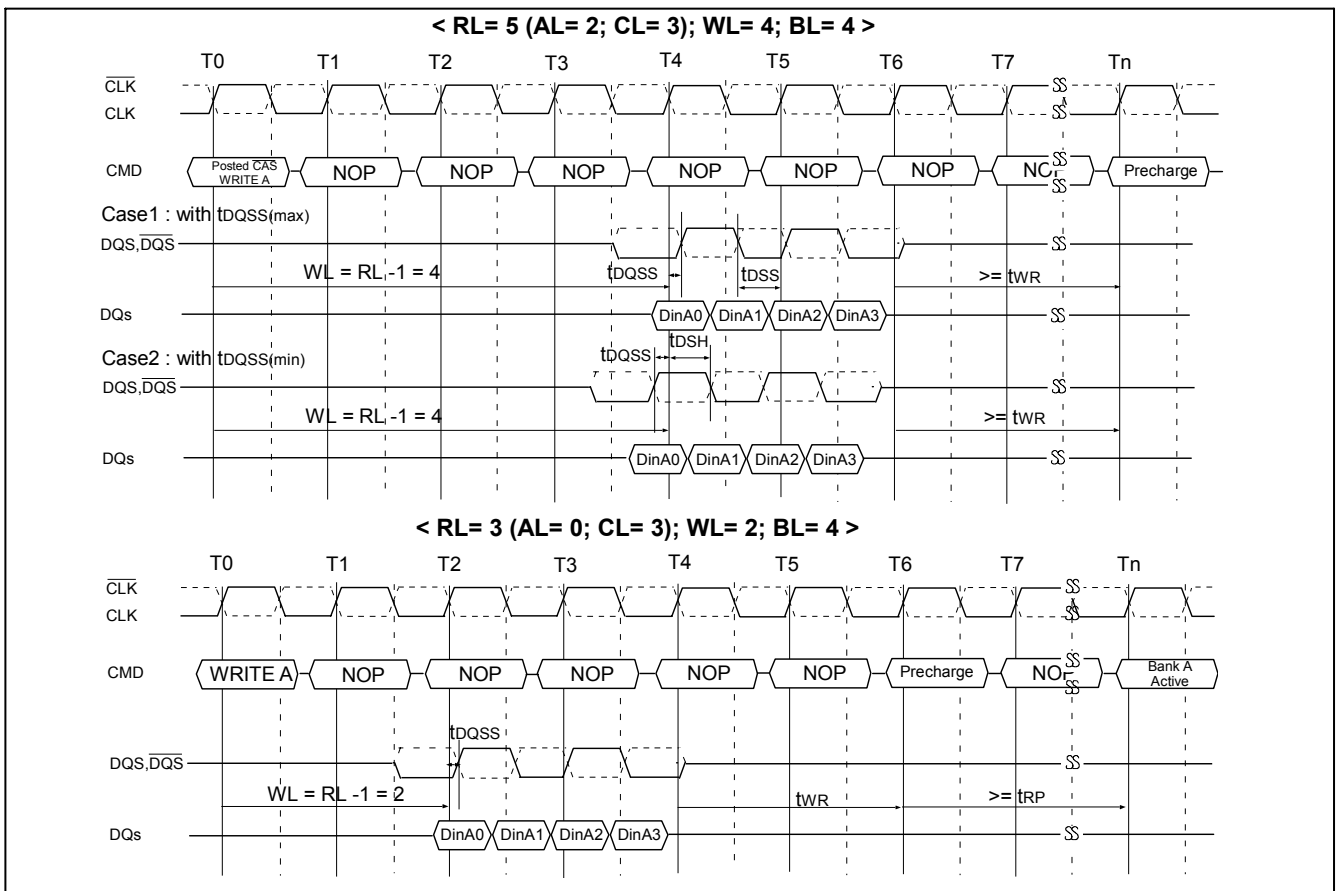 < RL= 5 (AL= 2; CL= 3); WL= 4; BL= 4 >
T0 T1 T2 T3 T4 T5 T6 T7 Tn
CLK
CLK
CMD Posted CAS WRITE A NOP NOP NOP NOP NOP NOP NOP Precharge
Case1 : with tDQSS(max)
DQS,DQS
WL = RL -1 = 4 tDQSS tDSS >= tWR
DQs DinA0 DinA1 DinA2 DinA3
Case2 : with tDQSS(min) tDQSS tDSH
DQS,DQS
WL = RL -1 = 4 >= tWR
DQs DinA0 DinA1 DinA2 DinA3
< RL= 3 (AL= 0; CL= 3); WL= 2; BL= 4 >
T0 T1 T2 T3 T4 T5 T6 T7 Tn
CLK
CLK
CMD WRITE A NOP NOP NOP NOP NOP Precharge NOP Bank A Active
tDQSS
DQS,DQS
WL = RL -1 = 2 tWR >= tRP
DQs DinA0 DinA1 DinA2 DinA3